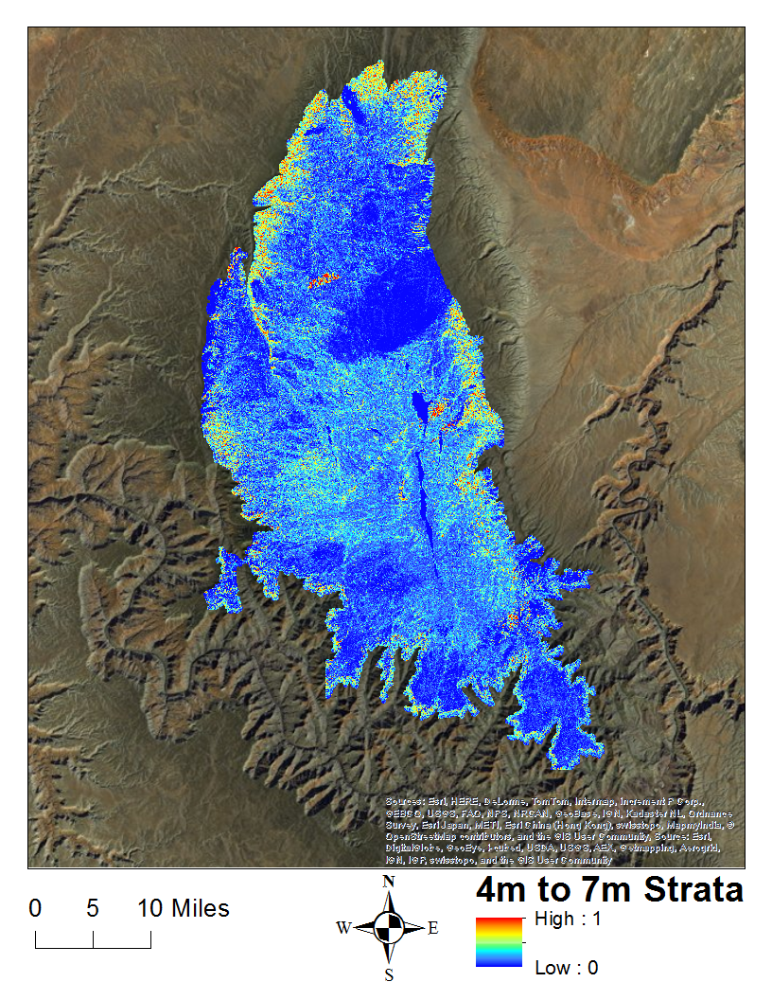 Sources: Esri, HERE, DeLorme, TomTom, Intermap, increment P Corp.,
GEBCO, USGS, FAO, NPS, NRCAN, GeoBase, IGN, Kadaster NL, Ordnance
Survey, Esri Japan, METI, Esri China (Hong Kong), swisstopo, MapmyIndia, ©
OpenStreetMap contributors, and the GIS User Community, Source: Esri,
DigitalGlobe, GeoEye, i-cubed, USDA, USGS, AEX, Getmapping, Aerogrid,
IGN, IGP, swisstopo, and the GIS User Community
0 5 10 Miles
N
W E
S
4m to 7m Strata
High : 1
Low : 0